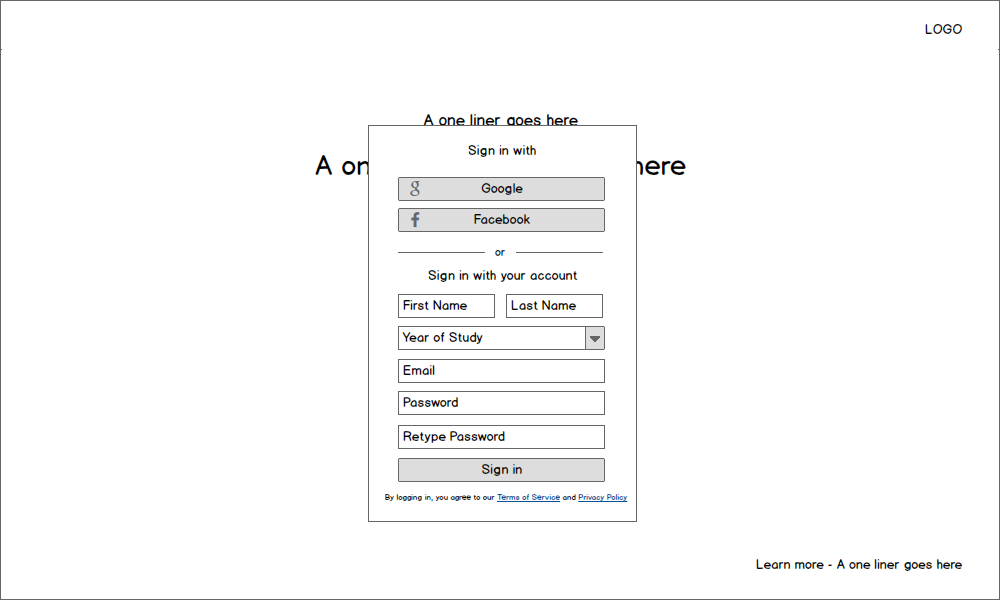 LOGO
A one liner goes here
A on here
Sign in with
Google
Facebook
or
Sign in with your account
First Name Last Name
Year of Study
Email
Password
Retype Password
Sign in
By logging in, you agree to our Terms of Service and Privacy Policy
Learn more - A one liner goes here